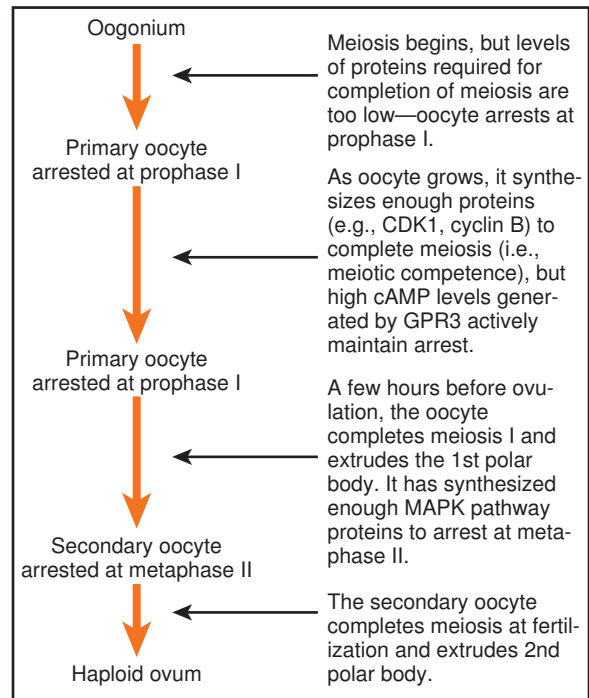 Oogonium
Meiosis begins, but levels
of proteins required for
completion of meiosis are
too low—oocyte arrests at
prophase I.
Primary oocyte
arrested at prophase I
As oocyte grows, it synthe-
sizes enough proteins
(e.g., CDK1, cyclin B) to
complete meiosis (i.e.,
meiotic competence), but
high cAMP levels gener-
ated by GPR3 actively
maintain arrest.
Primary oocyte
arrested at prophase I
A few hours before ovu-
lation, the oocyte
completes meiosis I and
extrudes the 1st polar
body. It has synthesized
enough MAPK pathway
proteins to arrest at meta-
phase II.
Secondary oocyte
arrested at metaphase II
The secondary oocyte
completes meiosis at fertil-
ization and extrudes 2nd
polar body.
Haploid ovum